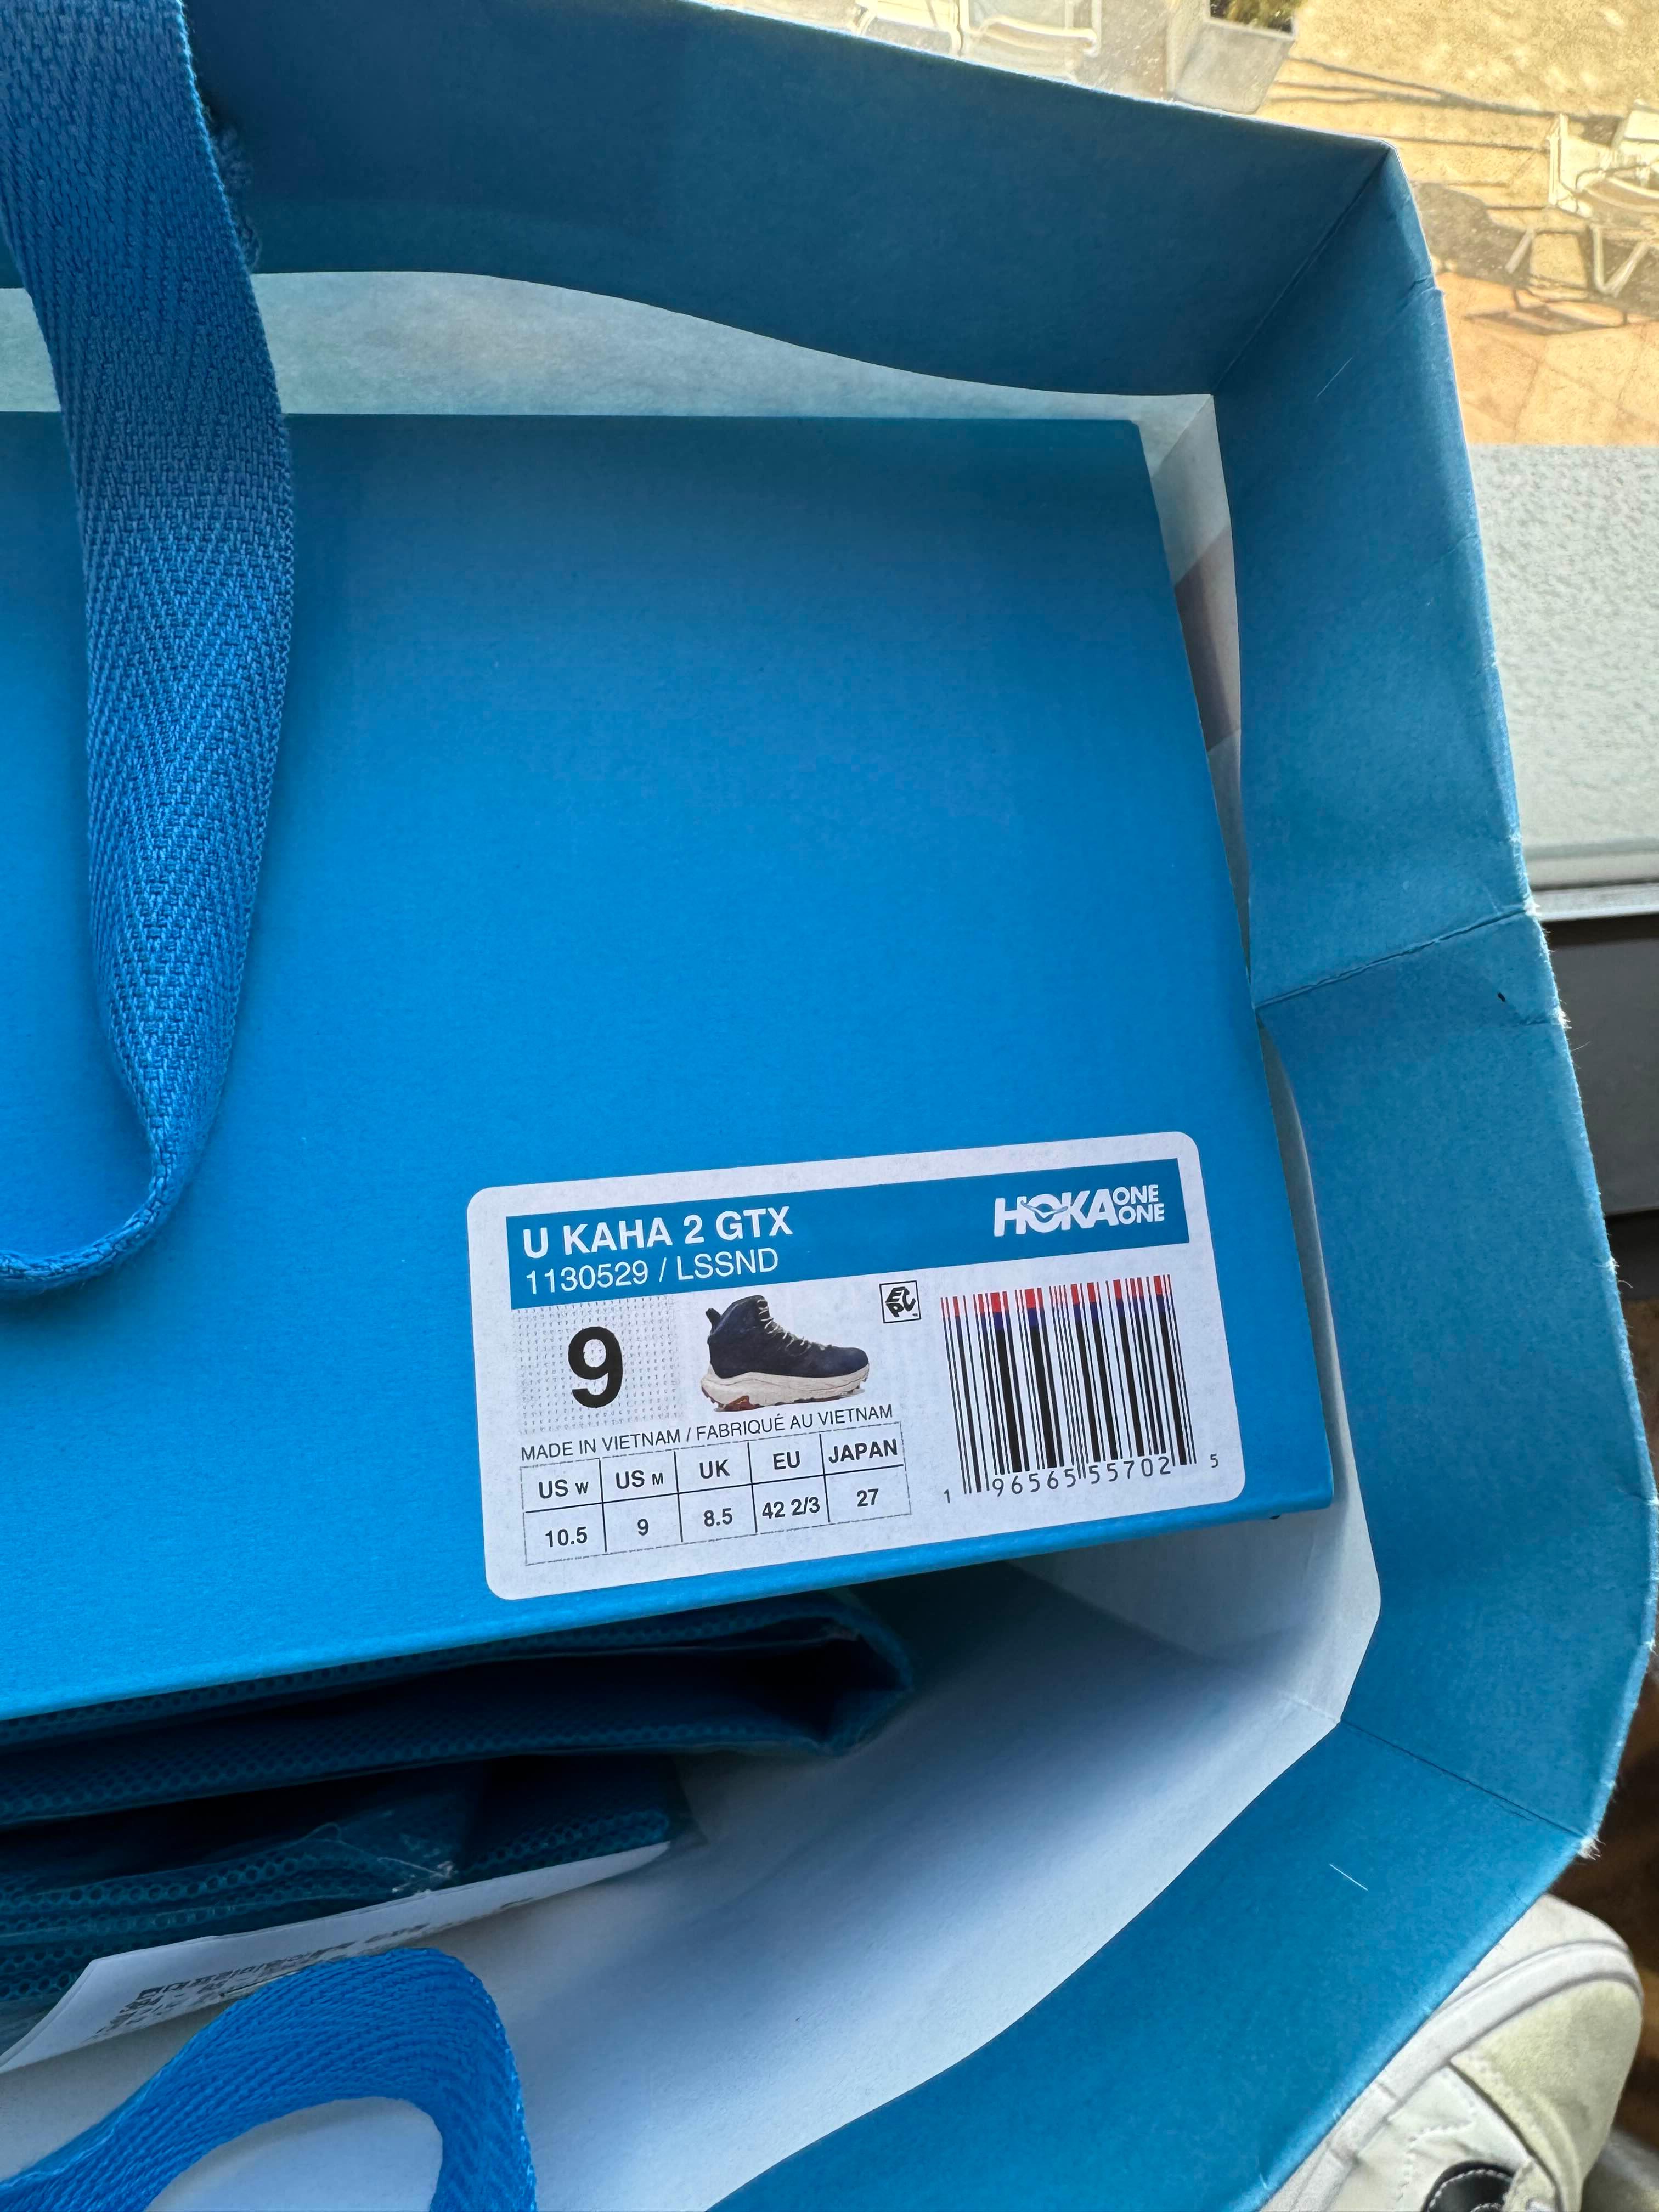 U KAHA 2 GTX
1130529 / LSSND
HOKA ONE ONE
9
EPC
MADE IN VIETNAM / FABRIQUÉ AU VIETNAM
US W US M UK EU JAPAN
10.5 9 8.5 42 2/3 27
1 96565 55702 5